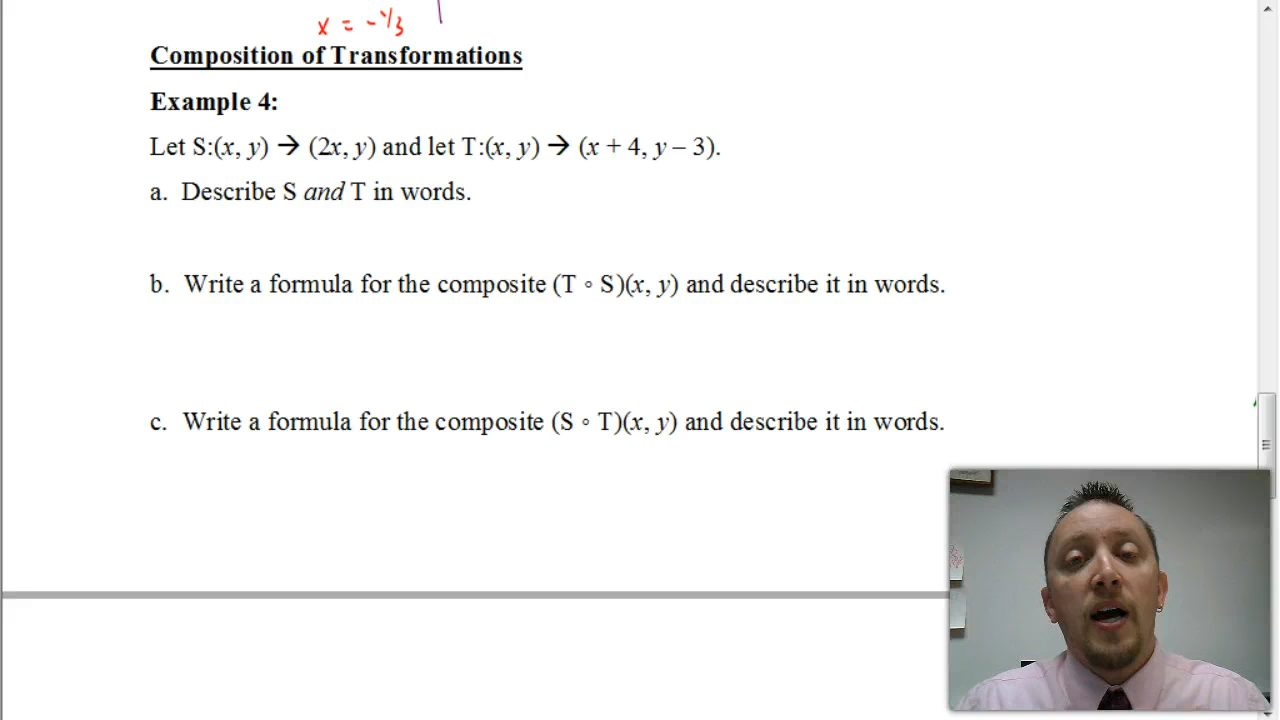 x = -1/3
Composition of Transformations
Example 4:
Let S:(x, y) → (2x, y) and let T:(x, y) → (x + 4, y – 3).
a. Describe S and T in words.
b. Write a formula for the composite (T ∘ S)(x, y) and describe it in words.
c. Write a formula for the composite (S ∘ T)(x, y) and describe it in words.